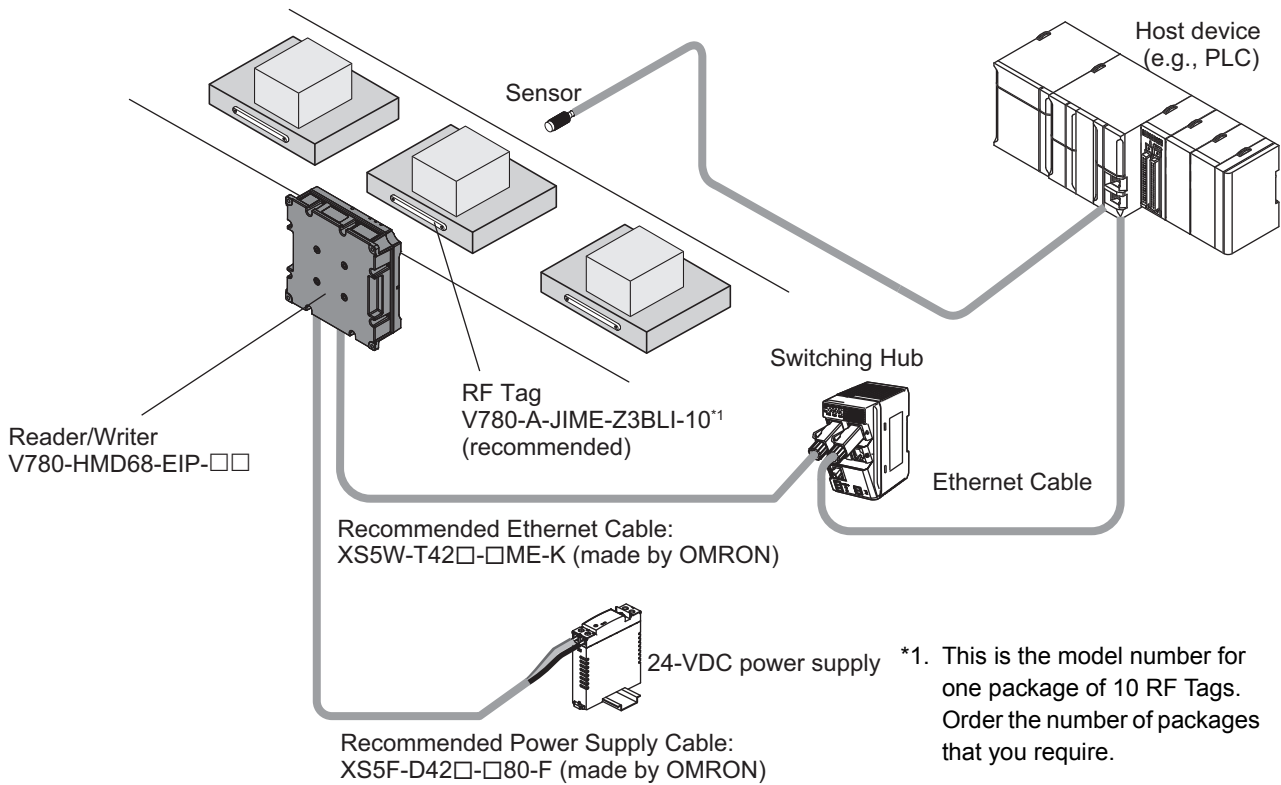 Host device
(e.g., PLC)
Sensor
Switching Hub
RF Tag
V780-A-JIME-Z3BLI-10*1
(recommended)
Reader/Writer
V780-HMD68-EIP-□□
Ethernet Cable
Recommended Ethernet Cable:
XS5W-T42□-□ME-K (made by OMRON)
24-VDC power supply
*1. This is the model number for
one package of 10 RF Tags.
Order the number of packages
that you require.
Recommended Power Supply Cable:
XS5F-D42□-□80-F (made by OMRON)